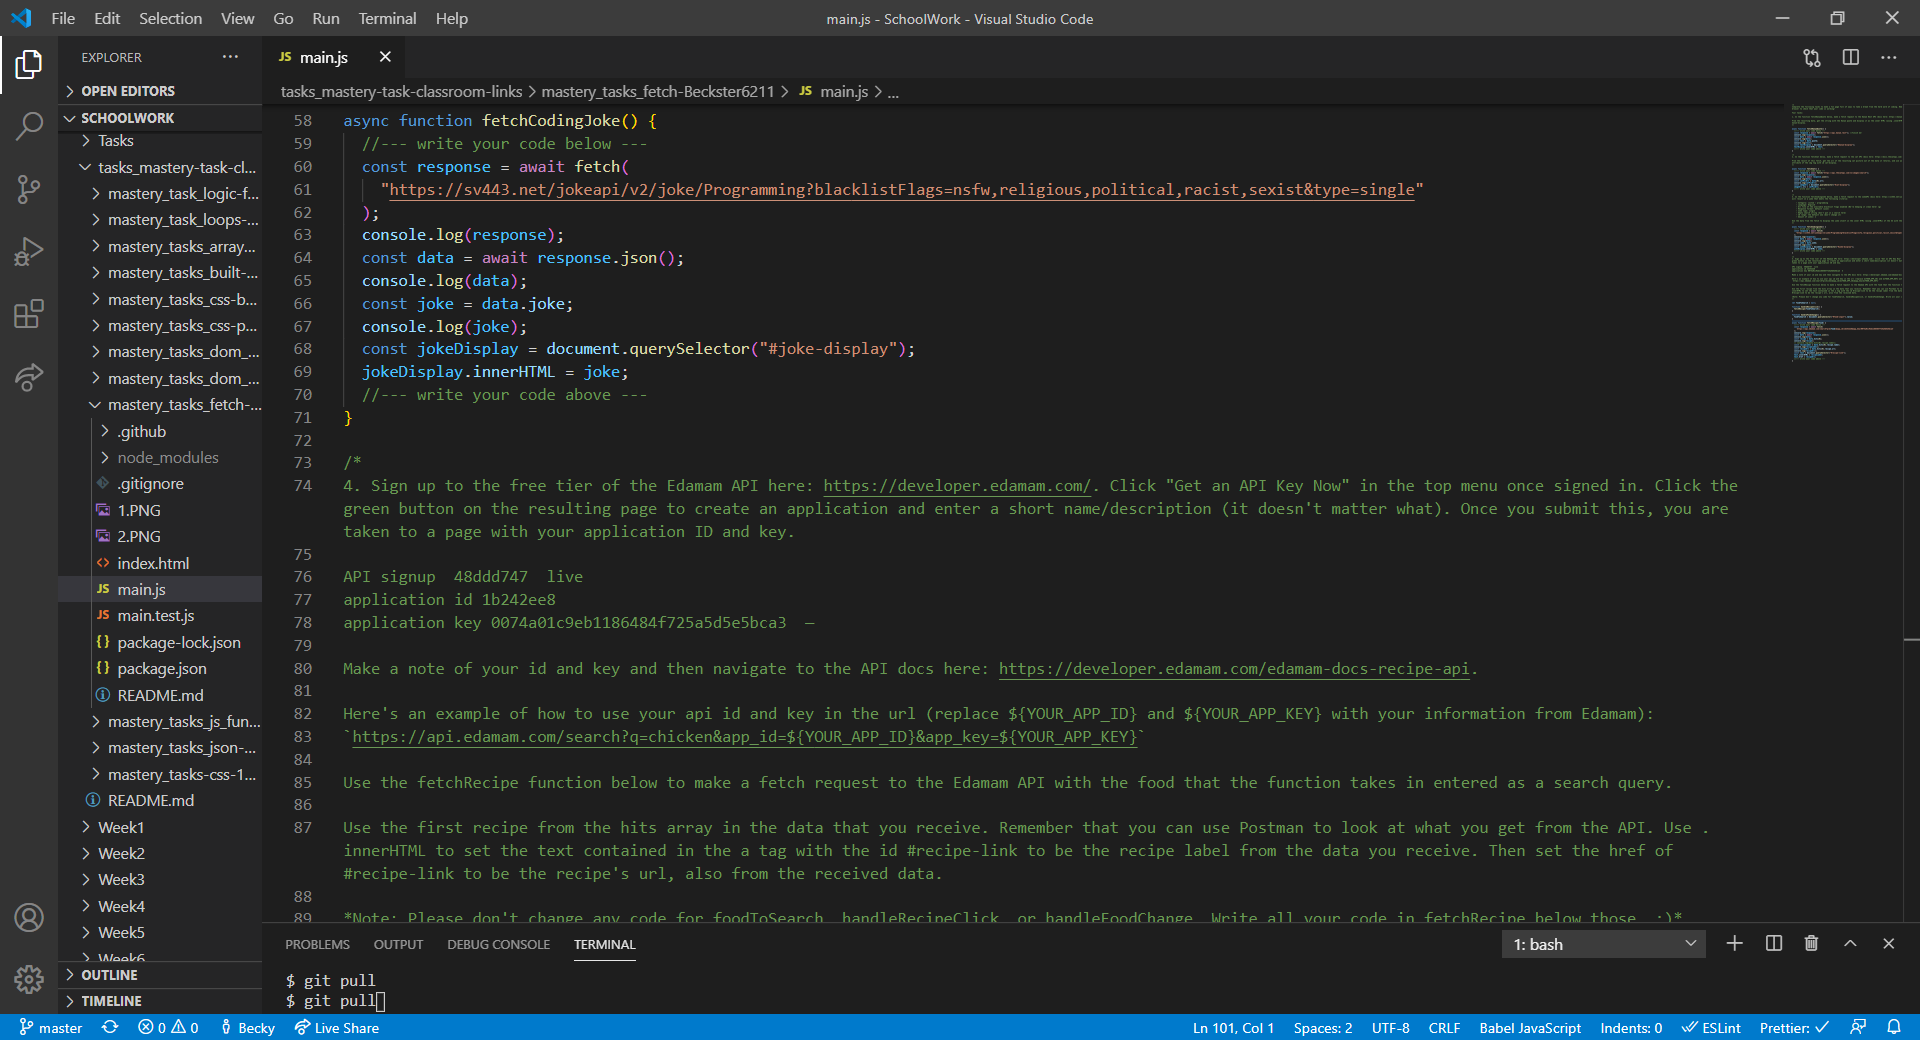 File Edit Selection View Go Run Terminal Help
main.js - SchoolWork - Visual Studio Code
EXPLORER
OPEN EDITORS
SCHOOLWORK
Tasks
tasks_mastery-task-cl...
mastery_task_logic-f...
mastery_task_loops-...
mastery_tasks_array...
mastery_tasks_built-...
mastery_tasks_css-b...
mastery_tasks_css-p...
mastery_tasks_dom_...
mastery_tasks_dom_...
mastery_tasks_fetch-...
.github
node_modules
.gitignore
1.PNG
2.PNG
index.html
JS main.js
JS main.test.js
{} package-lock.json
{} package.json
README.md
mastery_tasks_js_fun...
mastery_tasks_json-...
mastery_tasks-css-1...
README.md
Week1
Week2
Week3
Week4
Week5
Week6
OUTLINE
TIMELINE
JS main.js
tasks_mastery-task-classroom-links > mastery_tasks_fetch-Beckster6211 > JS main.js > ...
58 async function fetchCodingJoke() {
59 //--- write your code below ---
60 const response = await fetch(
61 "https://sv443.net/jokeapi/v2/joke/Programming?blacklistFlags=nsfw,religious,political,racist,sexist&type=single"
62 );
63 console.log(response);
64 const data = await response.json();
65 console.log(data);
66 const joke = data.joke;
67 console.log(joke);
68 const jokeDisplay = document.querySelector("#joke-display");
69 jokeDisplay.innerHTML = joke;
70 //--- write your code above ---
71 }
72
73 /*
74 4. Sign up to the free tier of the Edamam API here: https://developer.edamam.com/. Click "Get an API Key Now" in the top menu once signed in. Click the
green button on the resulting page to create an application and enter a short name/description (it doesn't matter what). Once you submit this, you are
taken to a page with your application ID and key.
75
76 API signup 48ddd747 live
77 application id 1b242ee8
78 application key 0074a01c9eb1186484f725a5d5e5bca3 —
79
80 Make a note of your id and key and then navigate to the API docs here: https://developer.edamam.com/edamam-docs-recipe-api.
81
82 Here's an example of how to use your api id and key in the url (replace ${YOUR_APP_ID} and ${YOUR_APP_KEY} with your information from Edamam):
83 `https://api.edamam.com/search?q=chicken&app_id=${YOUR_APP_ID}&app_key=${YOUR_APP_KEY}`
84
85 Use the fetchRecipe function below to make a fetch request to the Edamam API with the food that the function takes in entered as a search query.
86
87 Use the first recipe from the hits array in the data that you receive. Remember that you can use Postman to look at what you get from the API. Use .
innerHTML to set the text contained in the a tag with the id #recipe-link to be the recipe label from the data you receive. Then set the href of
#recipe-link to be the recipe's url, also from the received data.
88
89 *Note: Please don't change any code for foodToSearch, handleRecipeClick, or handleFoodChange. Write all your code in fetchRecipe below those. :)*
PROBLEMS OUTPUT DEBUG CONSOLE TERMINAL
1: bash
$ git pull
$ git pull
master 0 0 Becky Live Share
Ln 101, Col 1 Spaces: 2 UTF-8 CRLF Babel JavaScript Indents: 0 ESLint Prettier: ✓